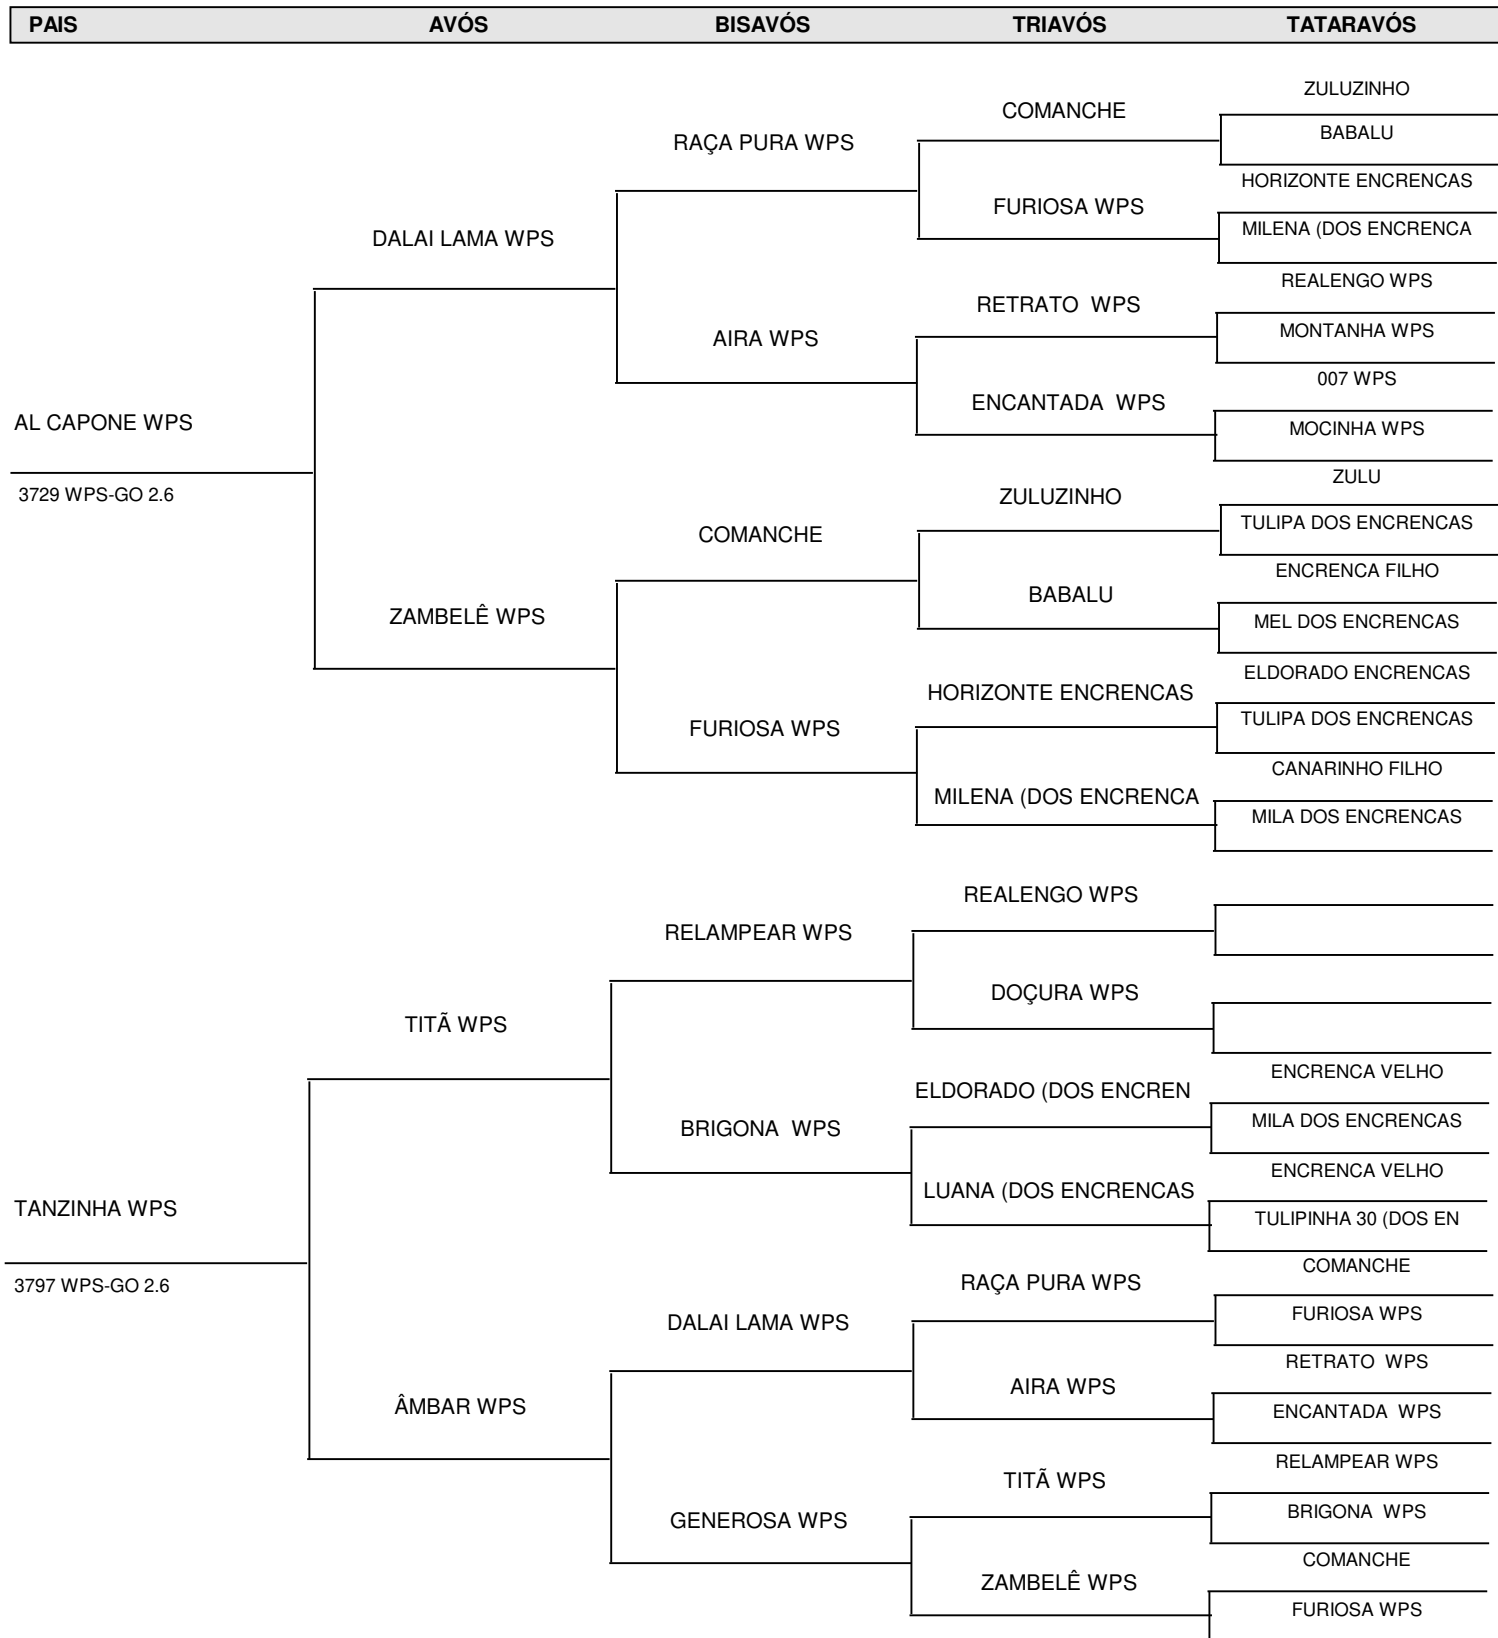 PAIS AVÓS BISAVÓS TRIAVÓS TATARAVÓS
ZULUZINHO
COMANCHE
BABALU
RAÇA PURA WPS
HORIZONTE ENCRENCAS
FURIOSA WPS
MILENA (DOS ENCRENCA
DALAI LAMA WPS
REALENGO WPS
RETRATO  WPS
MONTANHA WPS
AIRA WPS
007 WPS
ENCANTADA  WPS
MOCINHA WPS
AL CAPONE WPS
3729 WPS-GO 2.6
ZULU
ZULUZINHO
TULIPA DOS ENCRENCAS
COMANCHE
ENCRENCA FILHO
BABALU
MEL DOS ENCRENCAS
ZAMBELÊ WPS
ELDORADO ENCRENCAS
HORIZONTE ENCRENCAS
TULIPA DOS ENCRENCAS
FURIOSA WPS
CANARINHO FILHO
MILENA (DOS ENCRENCA
MILA DOS ENCRENCAS
REALENGO WPS
RELAMPEAR WPS
DOÇURA WPS
TITÃ WPS
ENCRENCA VELHO
ELDORADO (DOS ENCREN
MILA DOS ENCRENCAS
BRIGONA  WPS
ENCRENCA VELHO
LUANA (DOS ENCRENCAS
TULIPINHA 30 (DOS EN
TANZINHA WPS
3797 WPS-GO 2.6
COMANCHE
RAÇA PURA WPS
FURIOSA WPS
DALAI LAMA WPS
RETRATO  WPS
AIRA WPS
ENCANTADA  WPS
ÂMBAR WPS
RELAMPEAR WPS
TITÃ WPS
BRIGONA  WPS
GENEROSA WPS
COMANCHE
ZAMBELÊ WPS
FURIOSA WPS